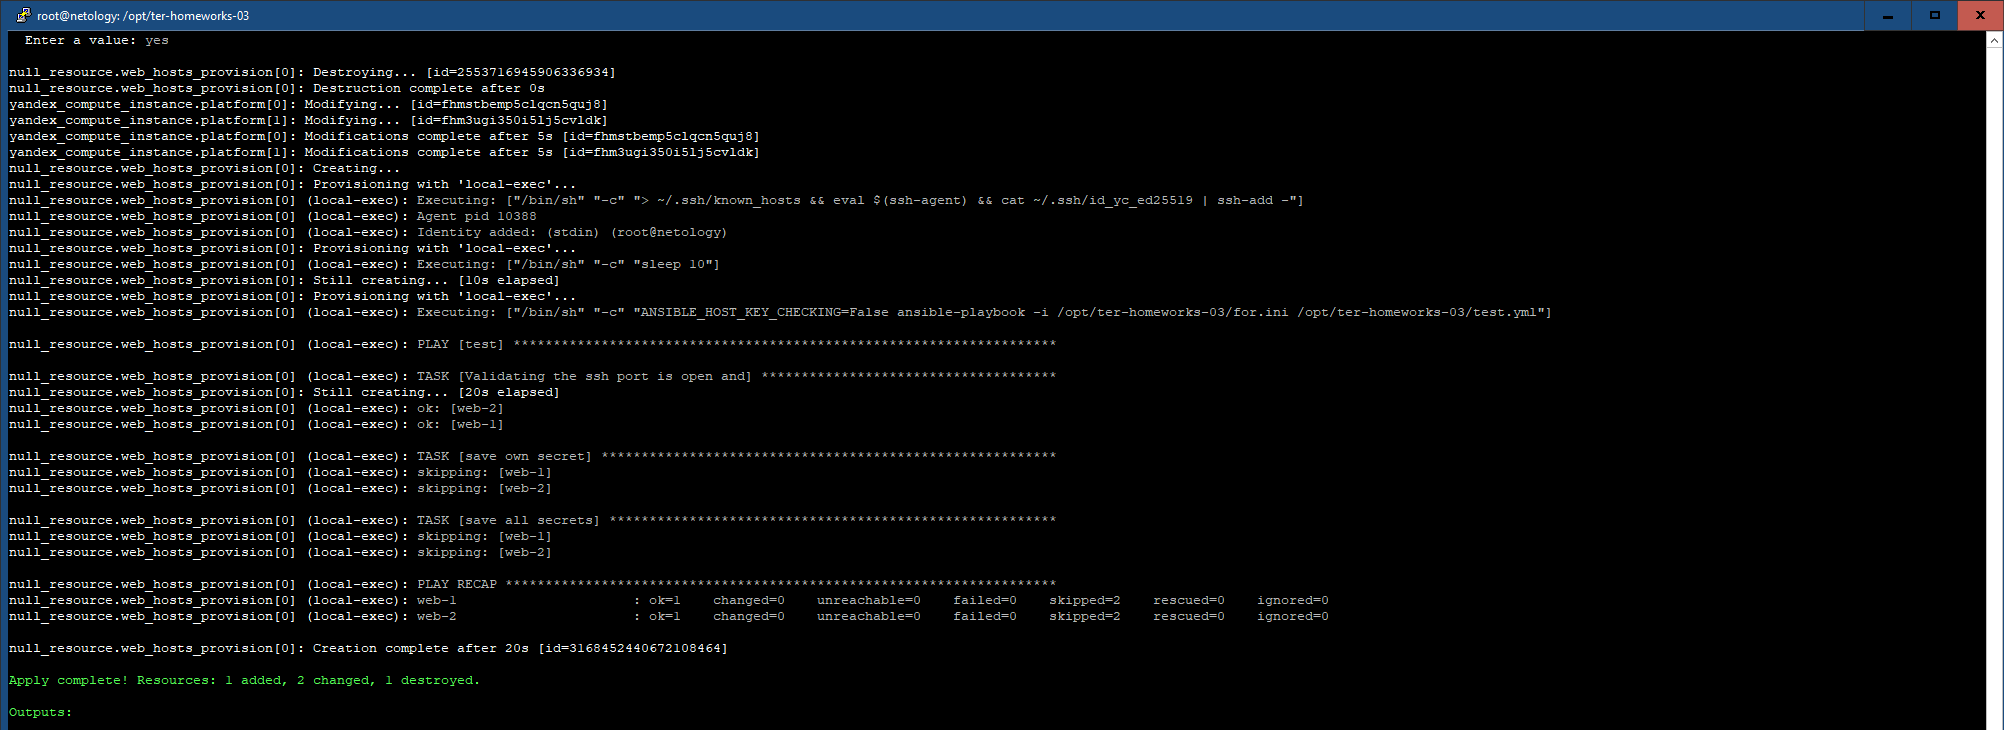 root@netology: /opt/ter-homeworks-03
Enter a value: yes
null_resource.web_hosts_provision[0]: Destroying... [id=2553716945906336934]
null_resource.web_hosts_provision[0]: Destruction complete after 0s
yandex_compute_instance.platform[0]: Modifying... [id=fhmstbemp5clqcn5quj8]
yandex_compute_instance.platform[1]: Modifying... [id=fhm3ugi350i5lj5cvldk]
yandex_compute_instance.platform[0]: Modifications complete after 5s [id=fhmstbemp5clqcn5quj8]
yandex_compute_instance.platform[1]: Modifications complete after 5s [id=fhm3ugi350i5lj5cvldk]
null_resource.web_hosts_provision[0]: Creating...
null_resource.web_hosts_provision[0]: Provisioning with 'local-exec'...
null_resource.web_hosts_provision[0] (local-exec): Executing: ["/bin/sh" "-c" "> ~/.ssh/known_hosts && eval $(ssh-agent) && cat ~/.ssh/id_yc_ed25519 | ssh-add -"]
null_resource.web_hosts_provision[0] (local-exec): Agent pid 10388
null_resource.web_hosts_provision[0] (local-exec): Identity added: (stdin) (root@netology)
null_resource.web_hosts_provision[0]: Provisioning with 'local-exec'...
null_resource.web_hosts_provision[0] (local-exec): Executing: ["/bin/sh" "-c" "sleep 10"]
null_resource.web_hosts_provision[0]: Still creating... [10s elapsed]
null_resource.web_hosts_provision[0]: Provisioning with 'local-exec'...
null_resource.web_hosts_provision[0] (local-exec): Executing: ["/bin/sh" "-c" "ANSIBLE_HOST_KEY_CHECKING=False ansible-playbook -i /opt/ter-homeworks-03/for.ini /opt/ter-homeworks-03/test.yml"]
null_resource.web_hosts_provision[0] (local-exec): PLAY [test] ********************************************************************
null_resource.web_hosts_provision[0] (local-exec): TASK [Validating the ssh port is open and] *************************************
null_resource.web_hosts_provision[0]: Still creating... [20s elapsed]
null_resource.web_hosts_provision[0] (local-exec): ok: [web-2]
null_resource.web_hosts_provision[0] (local-exec): ok: [web-1]
null_resource.web_hosts_provision[0] (local-exec): TASK [save own secret] *********************************************************
null_resource.web_hosts_provision[0] (local-exec): skipping: [web-1]
null_resource.web_hosts_provision[0] (local-exec): skipping: [web-2]
null_resource.web_hosts_provision[0] (local-exec): TASK [save all secrets] ********************************************************
null_resource.web_hosts_provision[0] (local-exec): skipping: [web-1]
null_resource.web_hosts_provision[0] (local-exec): skipping: [web-2]
null_resource.web_hosts_provision[0] (local-exec): PLAY RECAP *********************************************************************
null_resource.web_hosts_provision[0] (local-exec): web-1                      : ok=1    changed=0    unreachable=0    failed=0    skipped=2    rescued=0    ignored=0
null_resource.web_hosts_provision[0] (local-exec): web-2                      : ok=1    changed=0    unreachable=0    failed=0    skipped=2    rescued=0    ignored=0
null_resource.web_hosts_provision[0]: Creation complete after 20s [id=3168452440672108464]
Apply complete! Resources: 1 added, 2 changed, 1 destroyed.
Outputs: